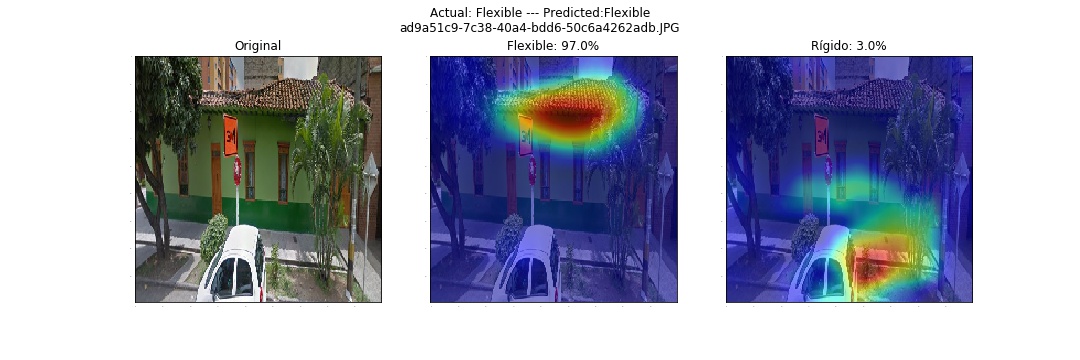 Actual: Flexible --- Predicted:Flexible
ad9a51c9-7c38-40a4-bdd6-50c6a4262adb.JPG
Original
Flexible: 97.0%
Rígido: 3.0%